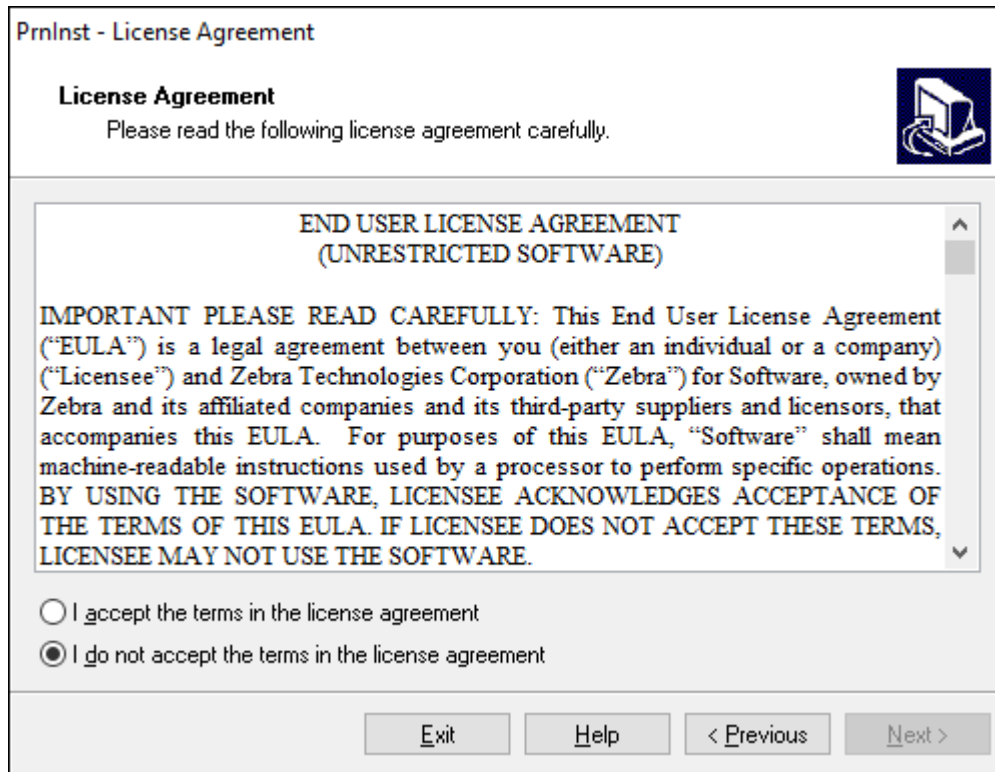 PrnInst - License Agreement
License Agreement
Please read the following license agreement carefully.
END USER LICENSE AGREEMENT
(UNRESTRICTED SOFTWARE)
IMPORTANT PLEASE READ CAREFULLY: This End User License Agreement
(“EULA”) is a legal agreement between you (either an individual or a company)
(“Licensee”) and Zebra Technologies Corporation (“Zebra”) for Software, owned by
Zebra and its affiliated companies and its third-party suppliers and licensors, that
accompanies this EULA. For purposes of this EULA, “Software” shall mean
machine-readable instructions used by a processor to perform specific operations.
BY USING THE SOFTWARE, LICENSEE ACKNOWLEDGES ACCEPTANCE OF
THE TERMS OF THIS EULA. IF LICENSEE DOES NOT ACCEPT THESE TERMS,
LICENSEE MAY NOT USE THE SOFTWARE.
I accept the terms in the license agreement
I do not accept the terms in the license agreement
Exit Help < Previous Next >